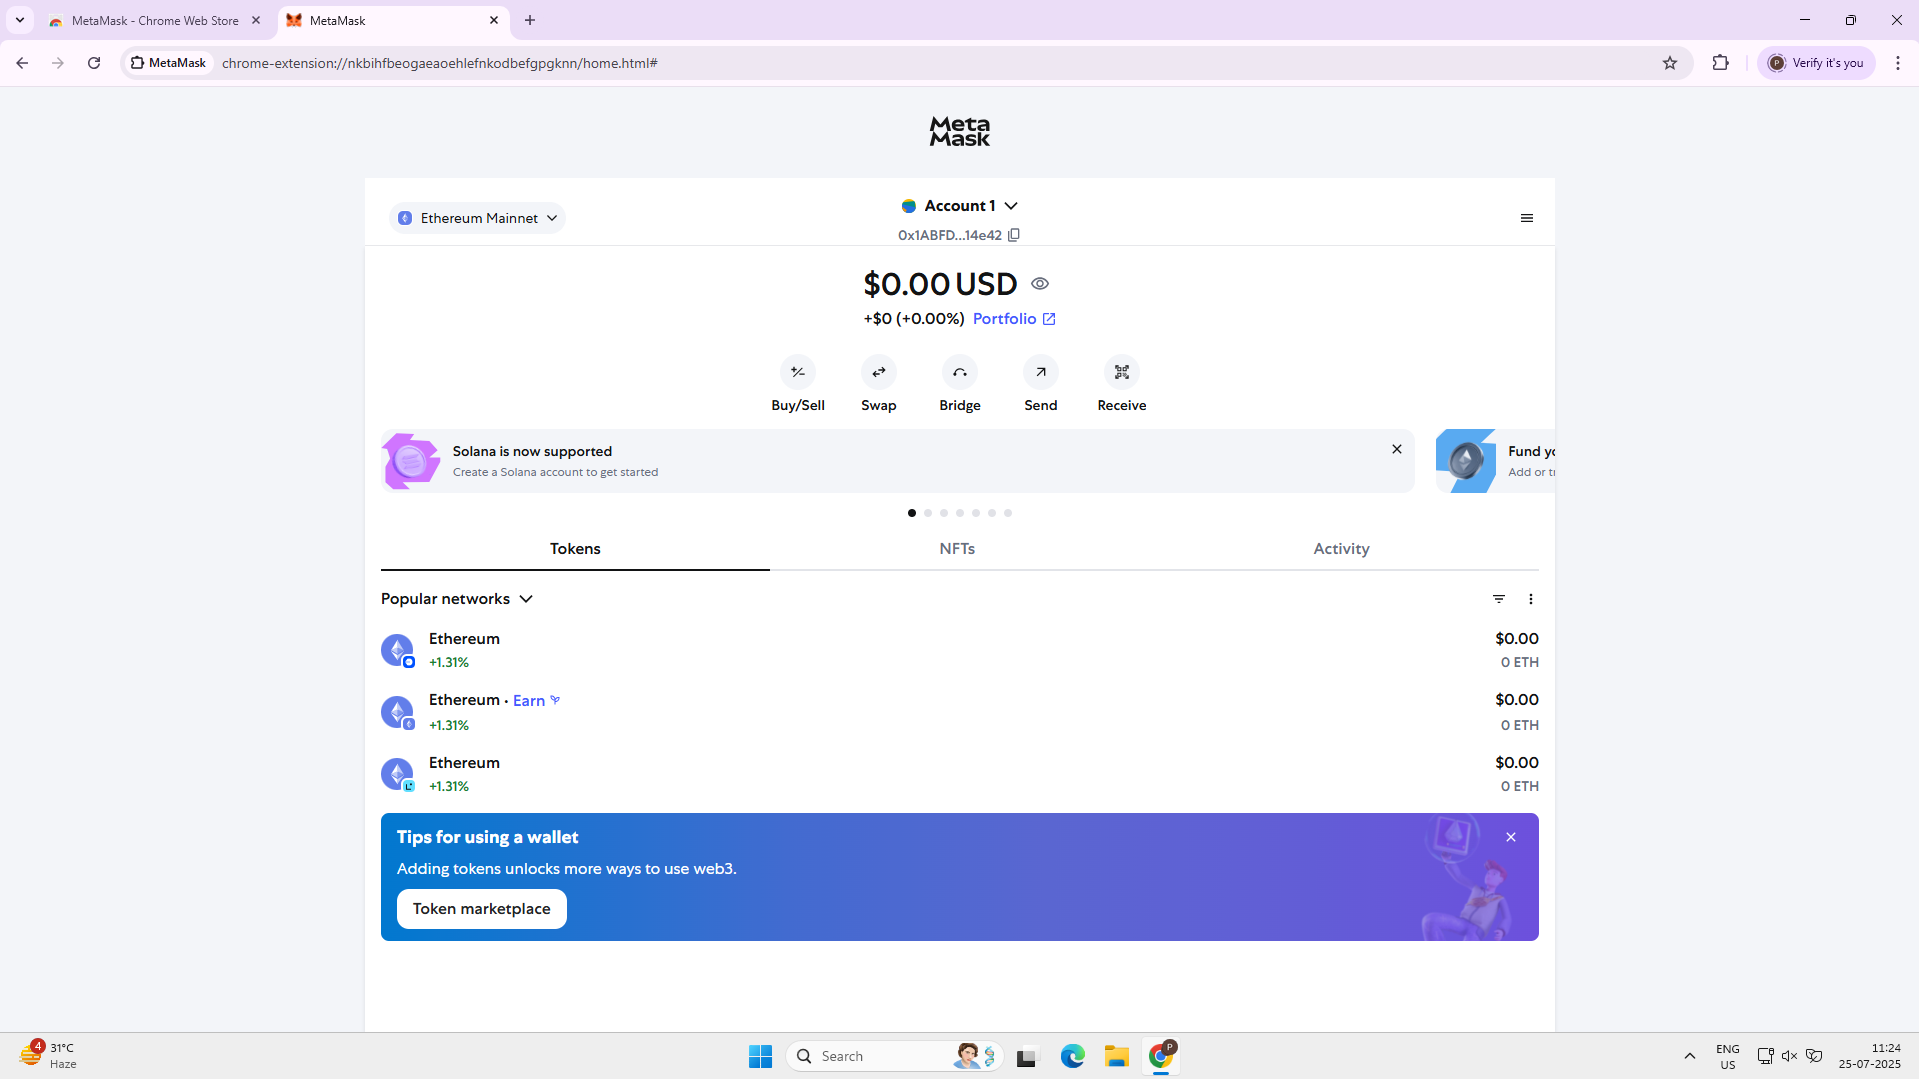 MetaMask - Chrome Web Store
MetaMask
MetaMask
chrome-extension://nkbihfbeogaeaoehlefnkodbefgpgknn/home.html#
P
Verify it's you
Meta
Mask
Ethereum Mainnet
Account 1
0x1ABFD...14e42
$0.00 USD
+$0 (+0.00%) Portfolio
Buy/Sell
Swap
Bridge
Send
Receive
Solana is now supported
Create a Solana account to get started
Fund yo
Add or tr
Tokens
NFTs
Activity
Popular networks
Ethereum
$0.00
+1.31%
0 ETH
Ethereum • Earn
$0.00
+1.31%
0 ETH
Ethereum
$0.00
+1.31%
0 ETH
Tips for using a wallet
Adding tokens unlocks more ways to use web3.
Token marketplace
4
31°C
Haze
Search
P
ENG
US
11:24
25-07-2025